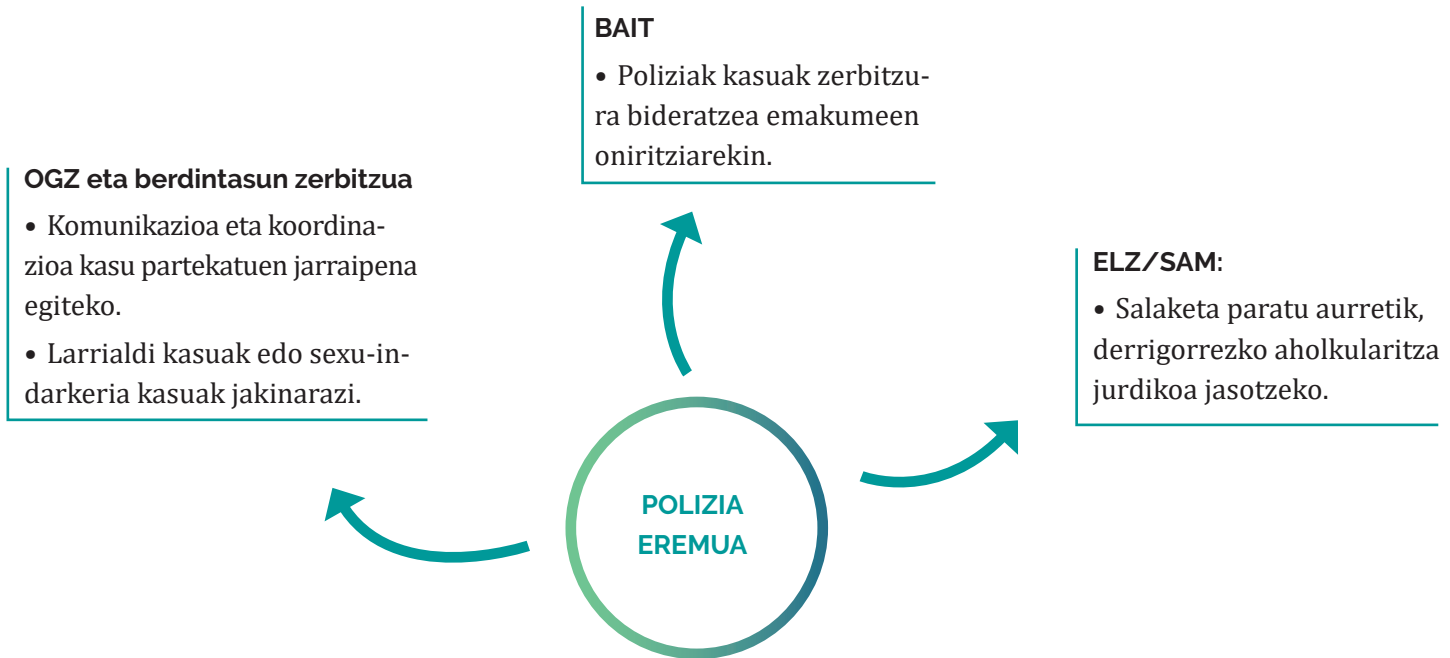 BAIT
• Poliziak kasuak zerbitzu-
ra bideratzea emakumeen
oniritziarekin.
OGZ eta berdintasun zerbitzua
• Komunikazioa eta koordina-
zioa kasu partekatuen jarraipena
egiteko.
• Larrialdi kasuak edo sexu-in-
darkeria kasuak jakinarazi.
ELZ/SAM:
• Salaketa paratu aurretik,
derrigorrezko aholkularitza
jurdikoa jasotzeko.
POLIZIA
EREMUA